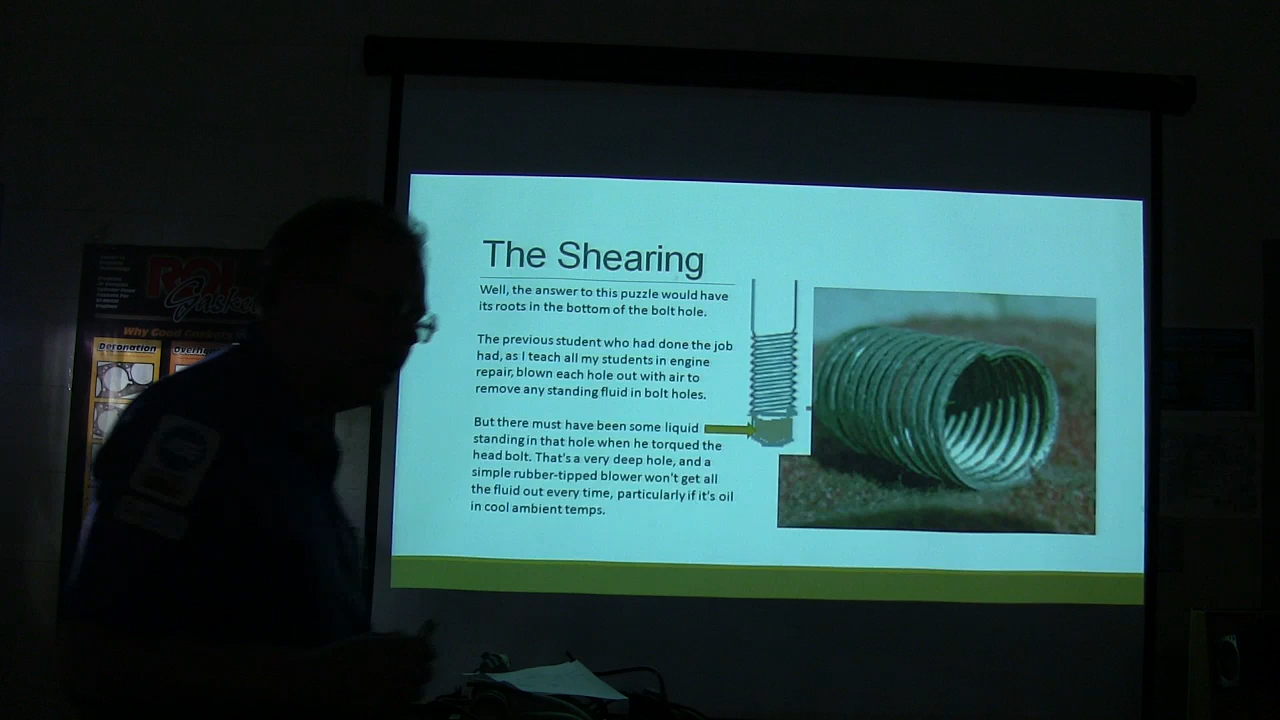 The Shearing
Well, the answer to this puzzle would have
its roots in the bottom of the bolt hole.
The previous student who had done the job
had, as I teach all my students in engine
repair, blown each hole out with air to
remove any standing fluid in bolt holes.
But there must have been some liquid
standing in that hole when he torqued the
head bolt. That's a very deep hole, and a
simple rubber-tipped blower won't get all
the fluid out every time, particularly if it's oil
in cool ambient temps.
Why Good Gaskets
Detonation